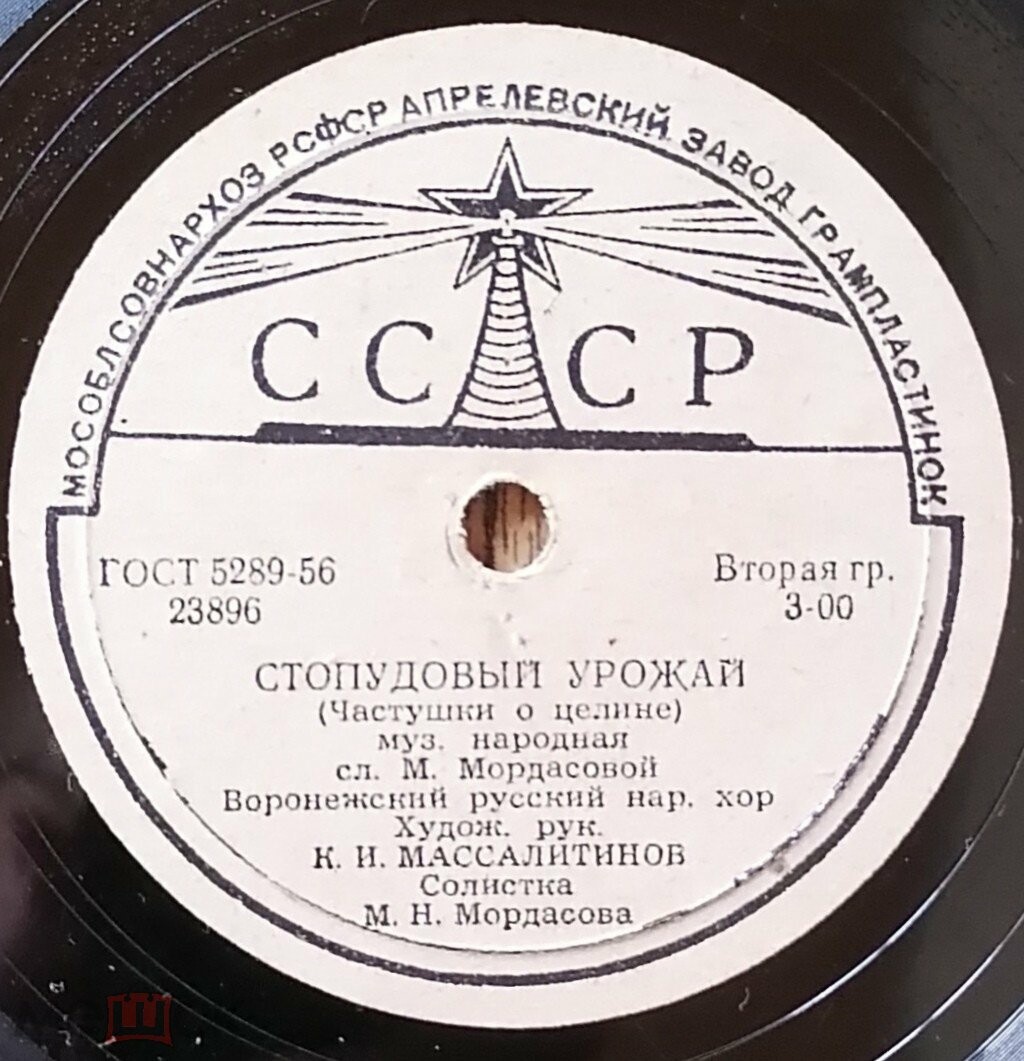 МОСОБЛСОВНАРХОЗ РСФСР АПРЕЛЕВСКИЙ ЗАВОД ГРАМПЛАСТИНОК
СССР
ГОСТ 5289-56
23896
Вторая гр.
3-00
СТОПУДОВЫЙ УРОЖАЙ
(Частушки о целине)
муз. народная
сл. М. Мордасовой
Воронежский русский нар. хор
Худож. рук.
К. И. МАССАЛИТИНОВ
Солистка
М. Н. Мордасова